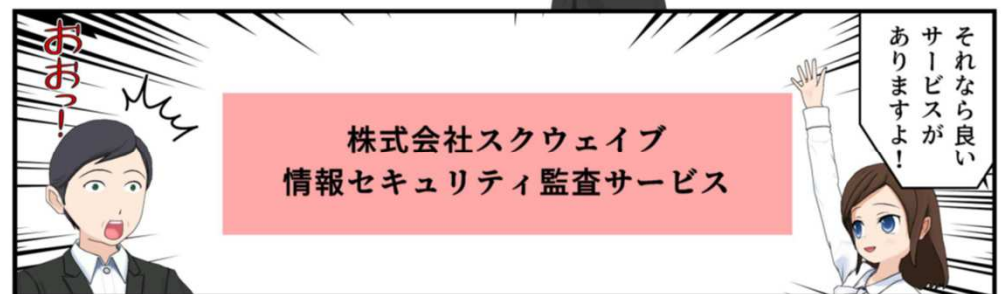 それなら良い
サービスが
ありますよ！
株式会社スクウェイブ
情報セキュリティ監査サービス
おおっ！